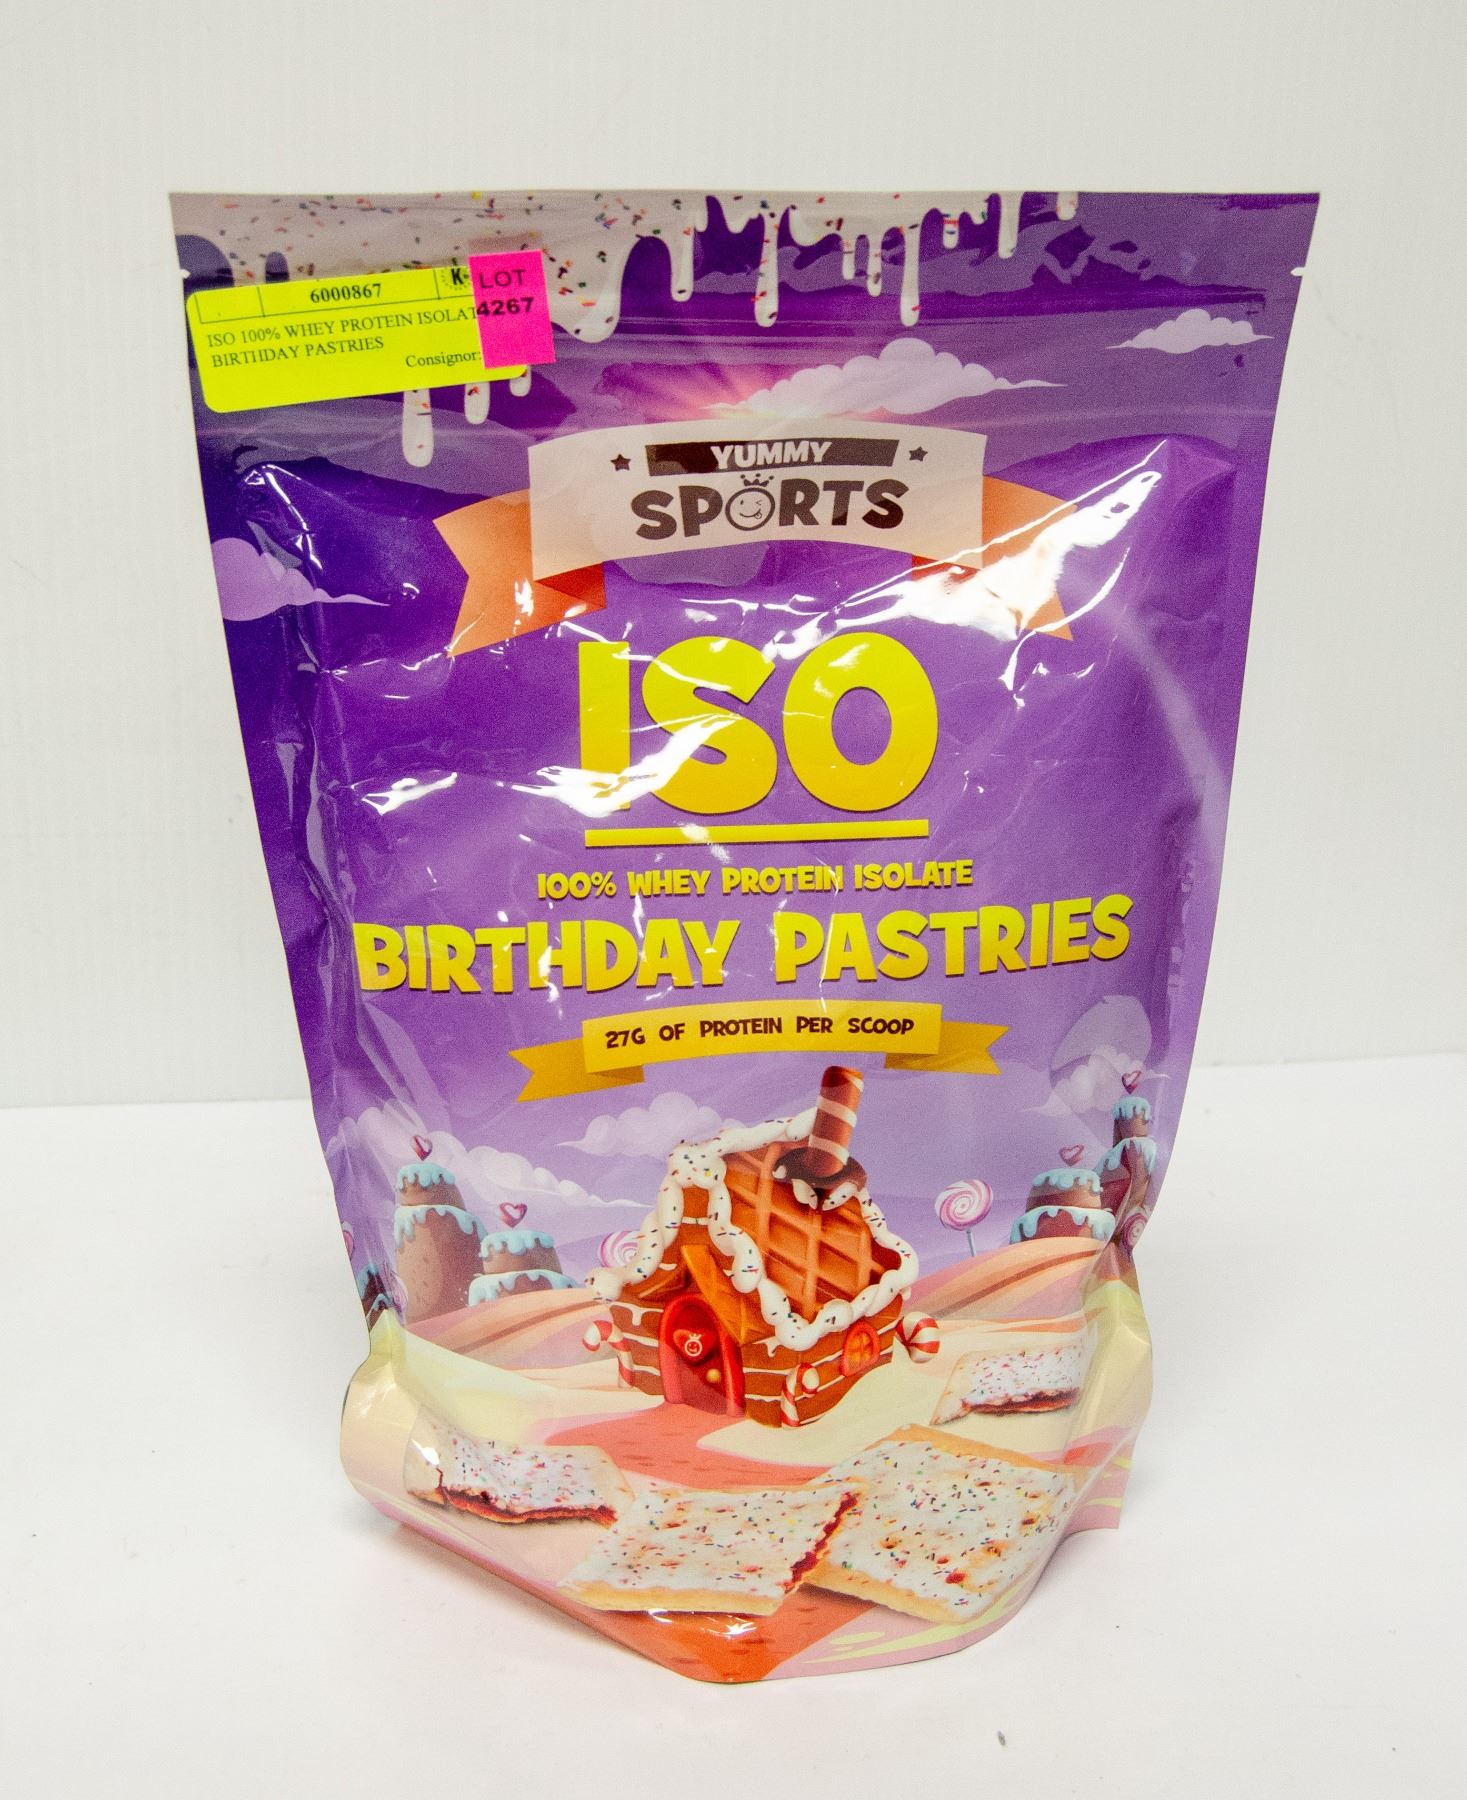 6000867
K
LOT
4267
ISO 100% WHEY PROTEIN ISOLAT
BIRTHDAY PASTRIES
Consignor:
YUMMY
SPORTS
ISO
100% WHEY PROTEIN ISOLATE
BIRTHDAY PASTRIES
27G OF PROTEIN PER SCOOP